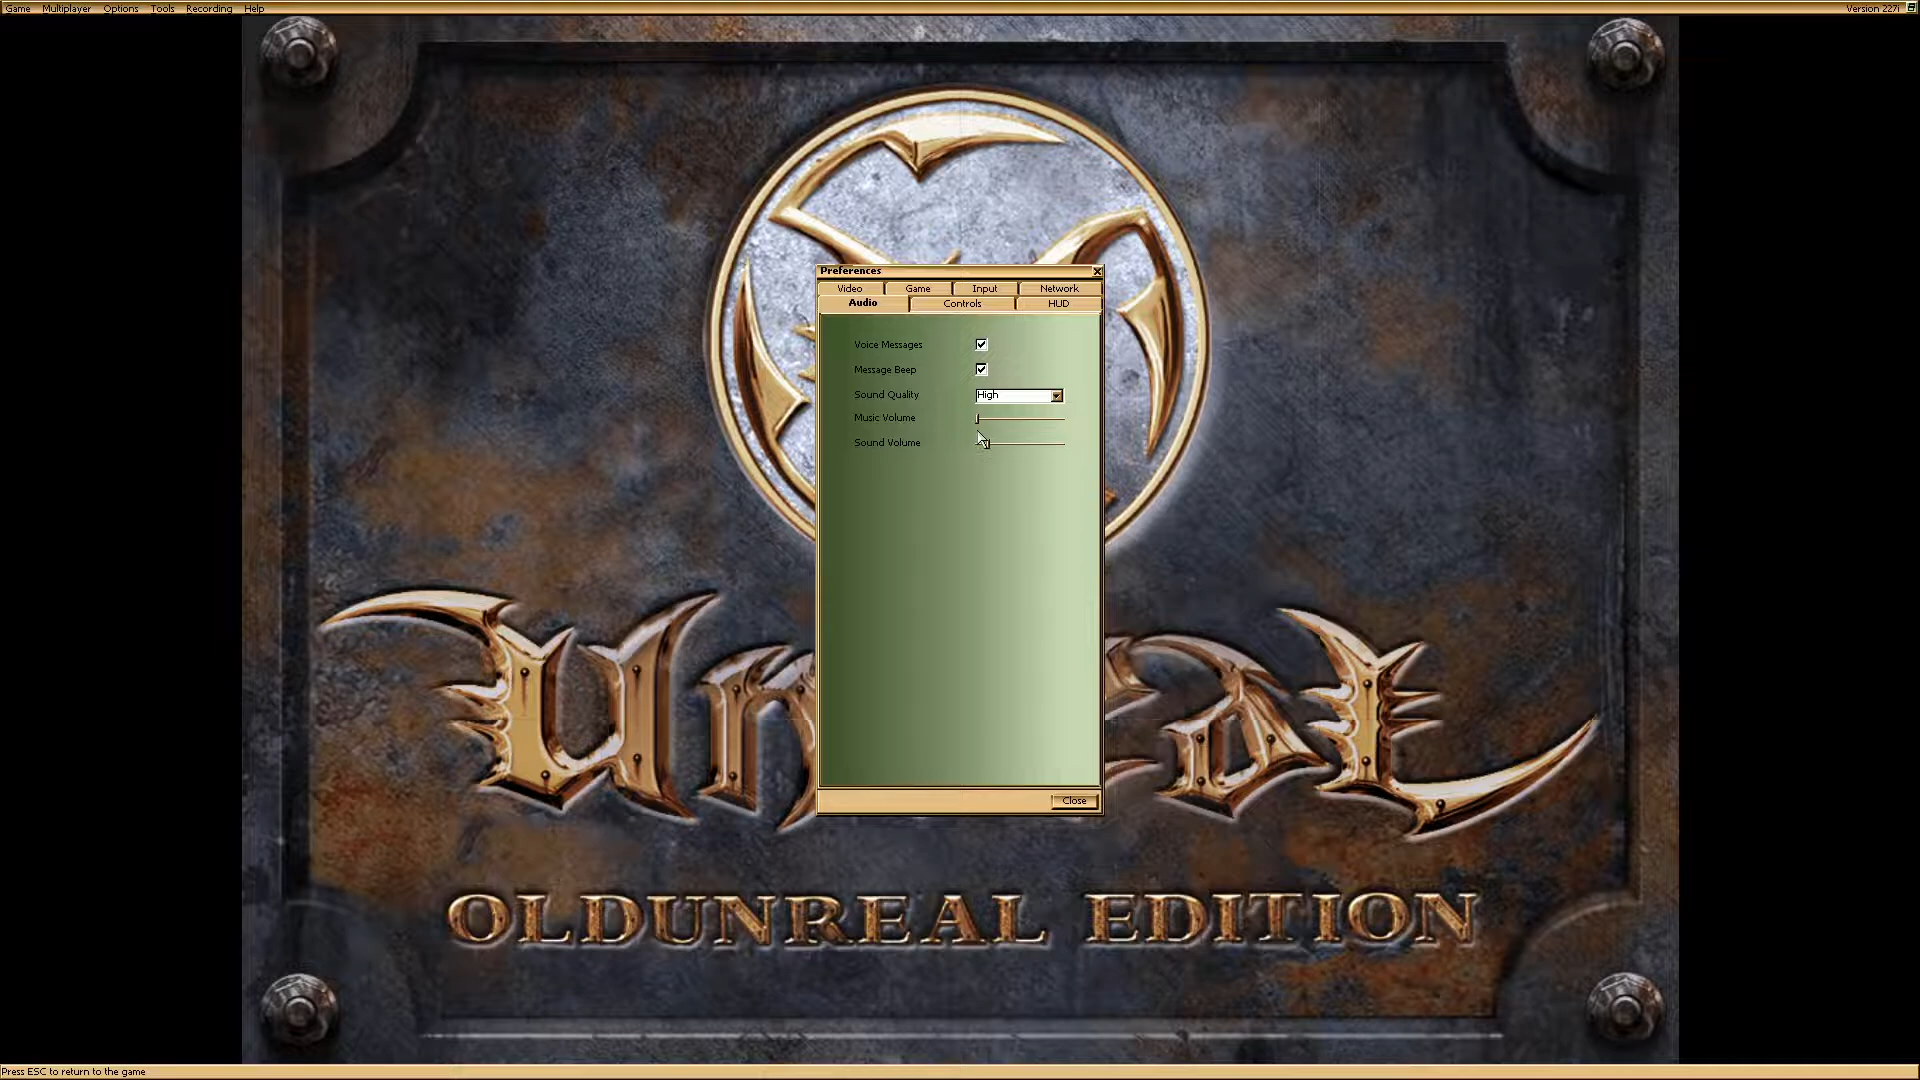 Game Multiplayer Options Tools Recording Help Version 227i
Preferences
Video Game Input Network
Audio Controls HUD
Voice Messages
Message Beep
Sound Quality High
Music Volume
Sound Volume
Close
Unreal
OLDUNREAL EDITION
Press ESC to return to the game